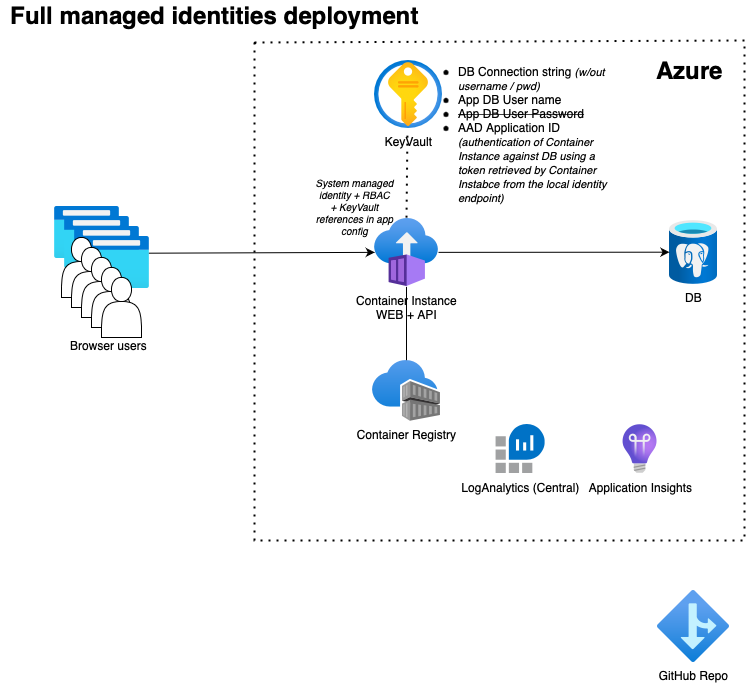 Full managed identities deployment
Azure
DB Connection string (w/out
username / pwd)
App DB User name
App DB User Password
AAD Application ID
(authentication of Container
Instance against DB using a
token retrieved by Container
Instabce from the local identity
endpoint)
KeyVault
System managed
identity + RBAC
+ KeyVault
references in app
config
Container Instance
WEB + API
DB
Browser users
Container Registry
LogAnalytics (Central)
Application Insights
GitHub Repo